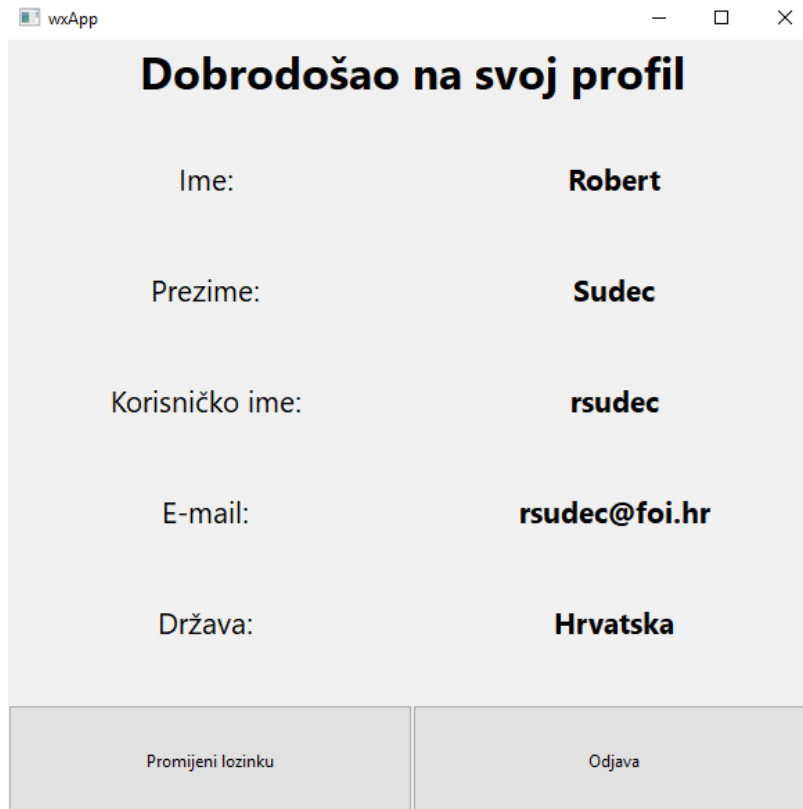 wxApp
Dobrodošao na svoj profil
Ime: Robert
Prezime: Sudec
Korisničko ime: rsudec
E-mail: rsudec@foi.hr
Država: Hrvatska
Promijeni lozinku Odjava